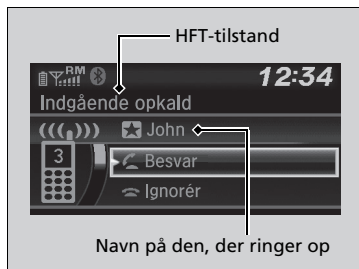 HFT-tilstand
RM 12:34
Indgående opkald
John
3
Besvar
Ignorér
Navn på den, der ringer op